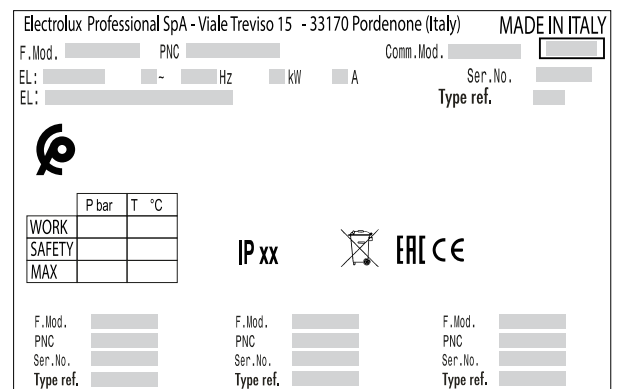 Electrolux Professional SpA - Viale Treviso 15 - 33170 Pordenone (Italy) MADE IN ITALY
F.Mod. PNC Comm.Mod.
EL: ~ Hz kW A Ser.No.
EL: Type ref.
P bar T °C
WORK
SAFETY
MAX
IP xx EAC CE
F.Mod. F.Mod. F.Mod.
PNC PNC PNC
Ser.No. Ser.No. Ser.No.
Type ref. Type ref. Type ref.